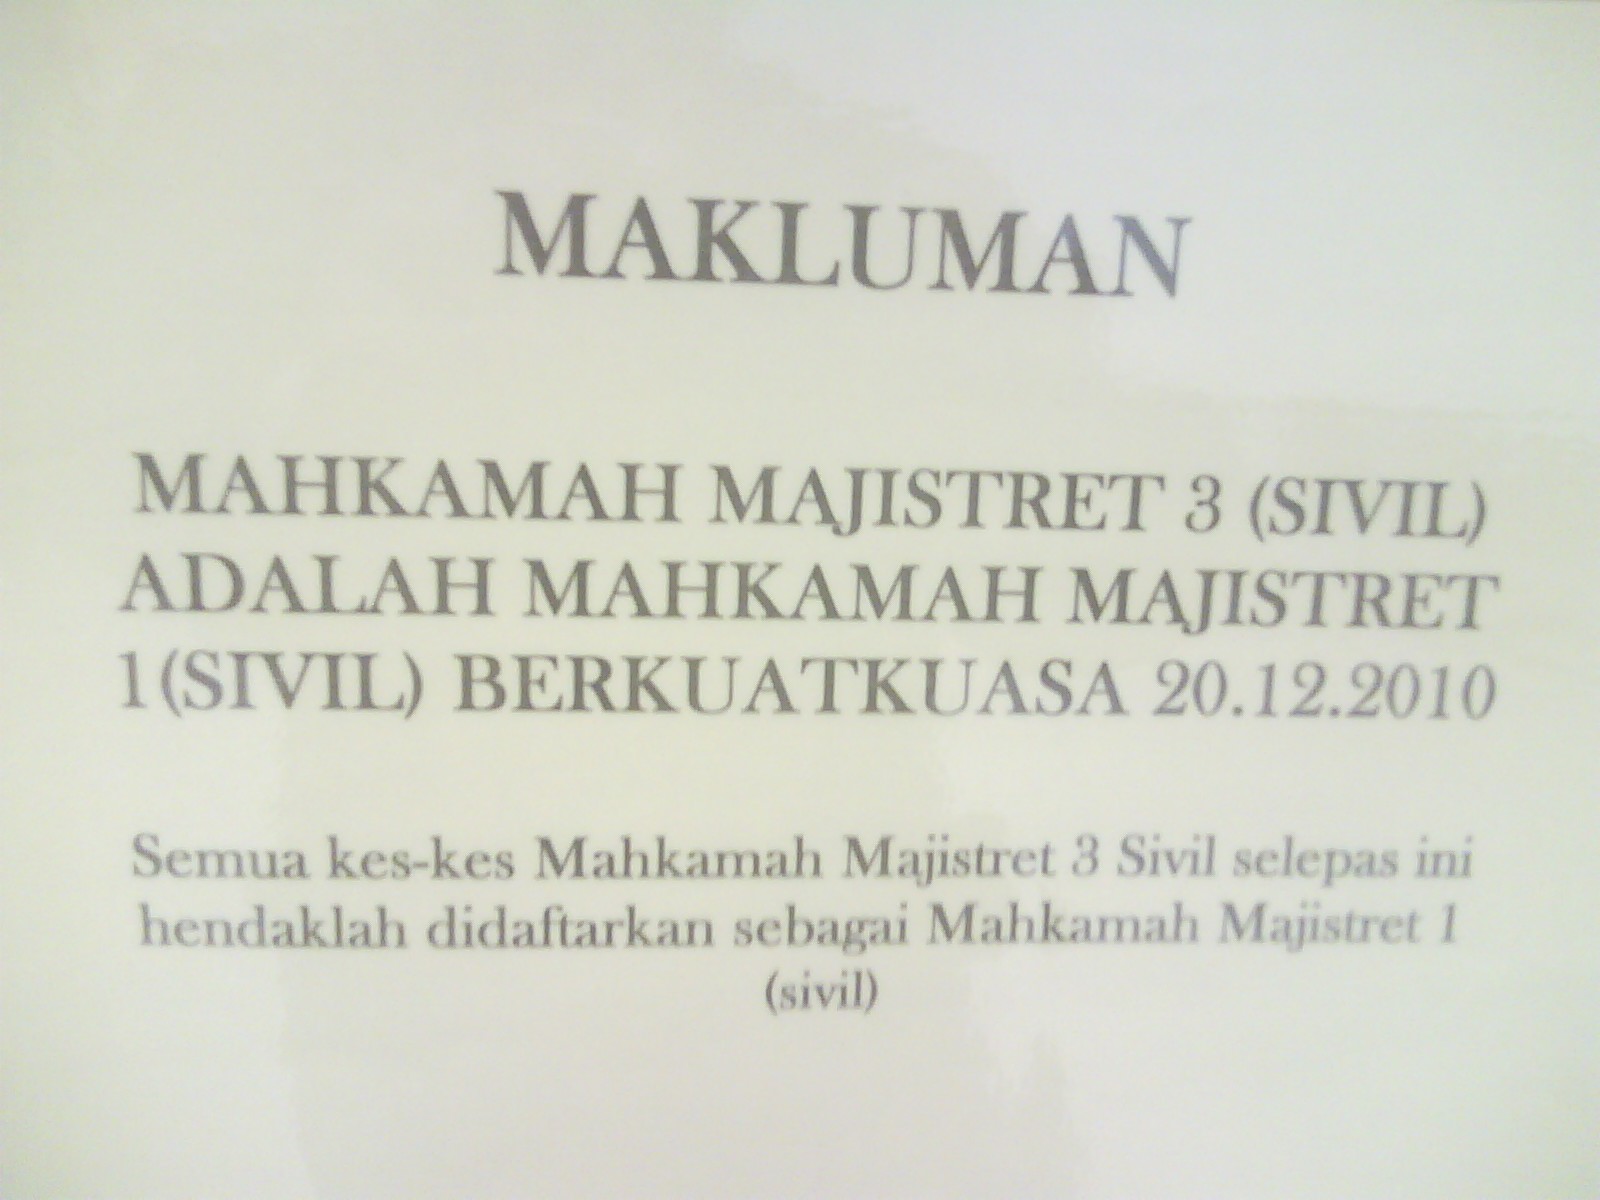 MAKLUMAN
MAHKAMAH MAJISTRET 3 (SIVIL)
ADALAH MAHKAMAH MAJISTRET
1(SIVIL) BERKUATKUASA 20.12.2010
Semua kes-kes Mahkamah Majistret 3 Sivil selepas ini
hendaklah didaftarkan sebagai Mahkamah Majistret 1
(sivil)